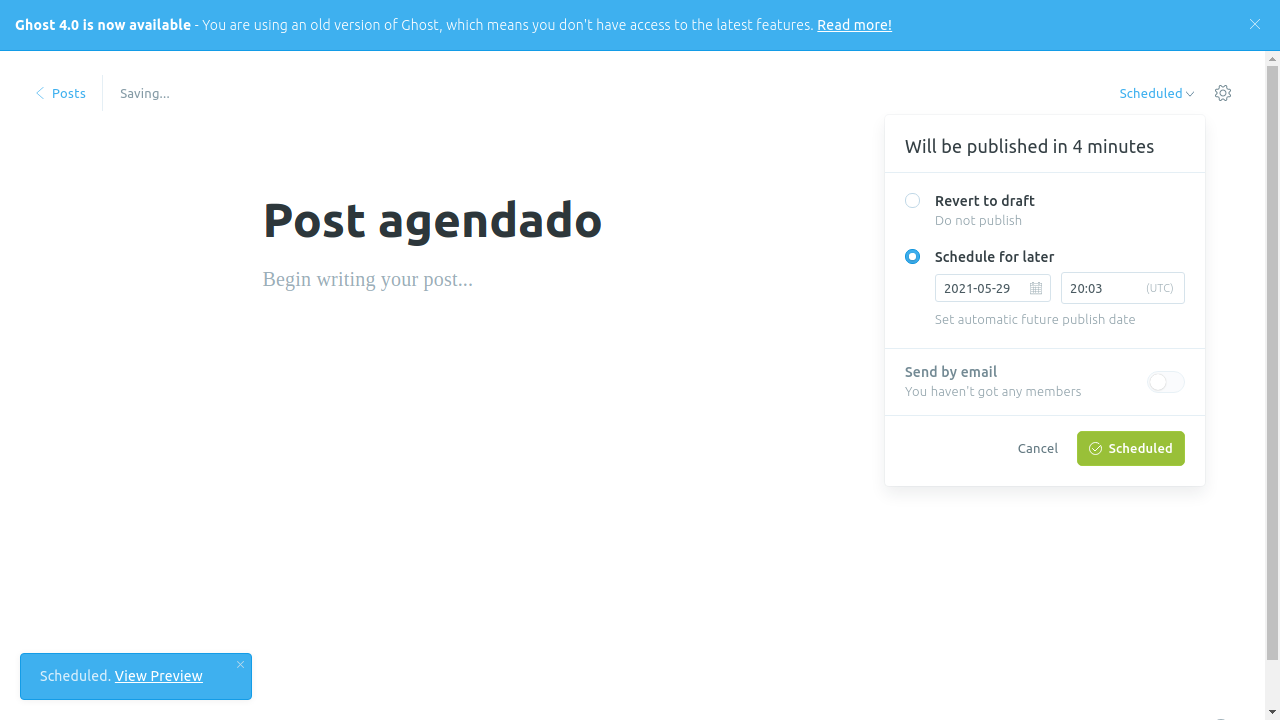 Ghost 4.0 is now available - You are using an old version of Ghost, which means you don't have access to the latest features. Read more!
Posts
Saving...
Scheduled
Will be published in 4 minutes
Post agendado
Begin writing your post...
Revert to draft
Do not publish
Schedule for later
2021-05-29
20:03 (UTC)
Set automatic future publish date
Send by email
You haven't got any members
Cancel
Scheduled
Scheduled. View Preview